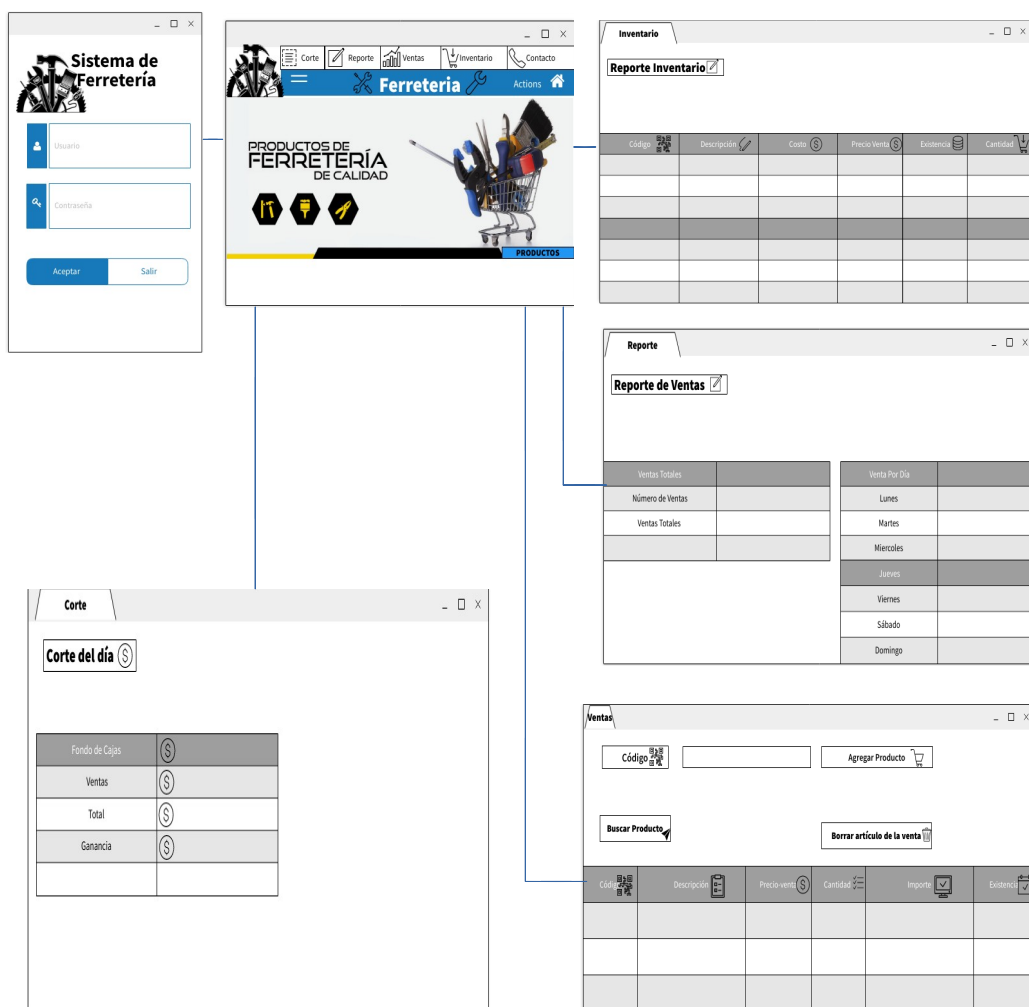 Sistema de
Ferretería
Usuario
Contraseña
Aceptar Salir
Corte Reporte Ventas Inventario Contacto
Ferreteria Actions
PRODUCTOS DE
FERRETERÍA
DE CALIDAD
PRODUCTOS
Inventario
Reporte Inventario
Código Descripción Costo Precio Venta Existencia Cantidad
Reporte
Reporte de Ventas
Ventas Totales
Número de Ventas
Ventas Totales
Venta Por Día
Lunes
Martes
Miercoles
Jueves
Viernes
Sábado
Domingo
Corte
Corte del día
Fondo de Cajas
Ventas
Total
Ganancia
Ventas
Código Agregar Producto
Buscar Producto Borrar artículo de la venta
Código Descripción Precio-venta Cantidad Importe Existencia